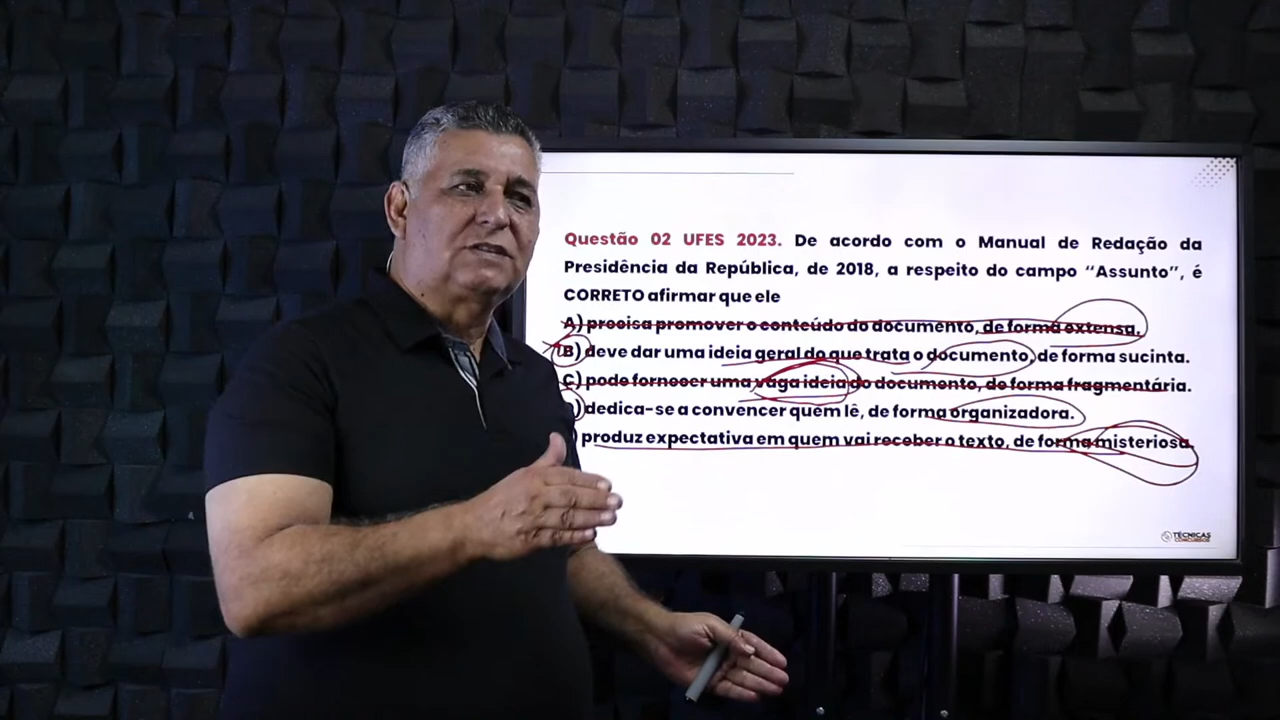 Questão 02 UFES 2023. De acordo com o Manual de Redação da
Presidência da República, de 2018, a respeito do campo “Assunto”, é
CORRETO afirmar que ele
A) precisa promover o conteúdo do documento, de forma extensa.
B) deve dar uma ideia geral do que trata o documento, de forma sucinta.
C) pode fornecer uma vaga ideia do documento, de forma fragmentária.
) dedica-se a convencer quem lê, de forma organizadora.
) produz expectativa em quem vai receber o texto, de forma misteriosa.
TÉCNICAS
CONCURSOS